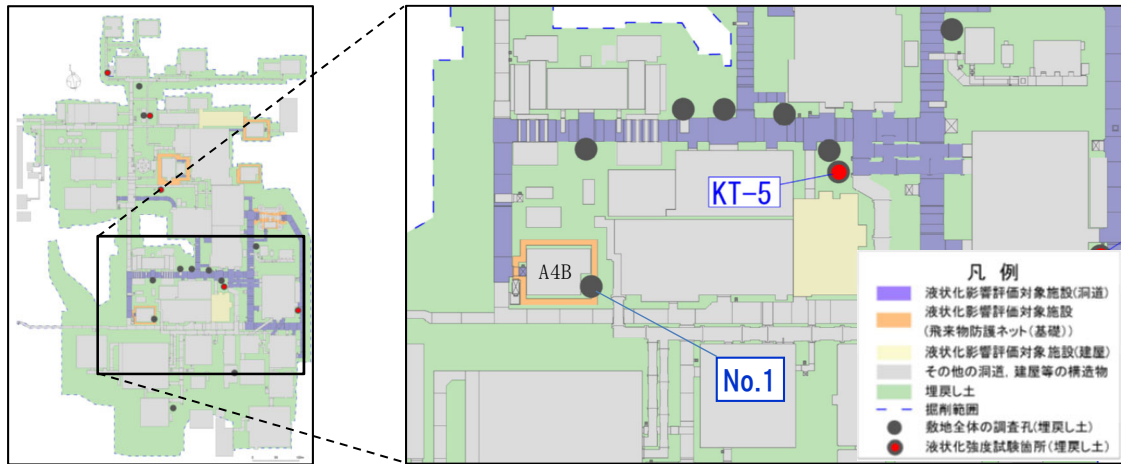 KT-5
A4B
No.1
凡 例
液状化影響評価対象施設(洞道)
液状化影響評価対象施設
(飛来物防護ネット(基礎))
液状化影響評価対象施設(建屋)
その他の洞道，建屋等の構造物
埋戻し土
掘削範囲
敷地全体の調査孔(埋戻し土)
液状化強度試験箇所(埋戻し土)